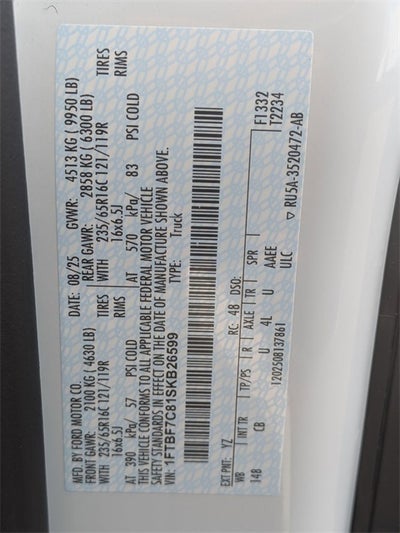 MFD. BY FORD MOTOR CO.
DATE: 08/25 GVWR: 4513 KG ( 9950 LB)
FRONT GAWR: 2100 KG ( 4630 LB) REAR GAWR: 2858 KG ( 6300 LB)
WITH 235/65R16C 121/119R TIRES WITH 235/65R16C 121/119R TIRES
16x6.5J RIMS 16x6.5J RIMS
AT 390 kPa/ 57 PSI COLD AT 570 kPa/ 83 PSI COLD
THIS VEHICLE CONFORMS TO ALL APPLICABLE FEDERAL MOTOR VEHICLE
SAFETY STANDARDS IN EFFECT ON THE DATE OF MANUFACTURE SHOWN ABOVE.
VIN: 1FTBF7C81SKB26599 TYPE: Truck
EXT PNT: YZ RC: 48 DSO: F1332
WB INT TR TP/PS R AXLE TR SPR T2234
148 CB U 4L U AAEE
1202508137861 ULC ▽ RU5A-3520472-AB